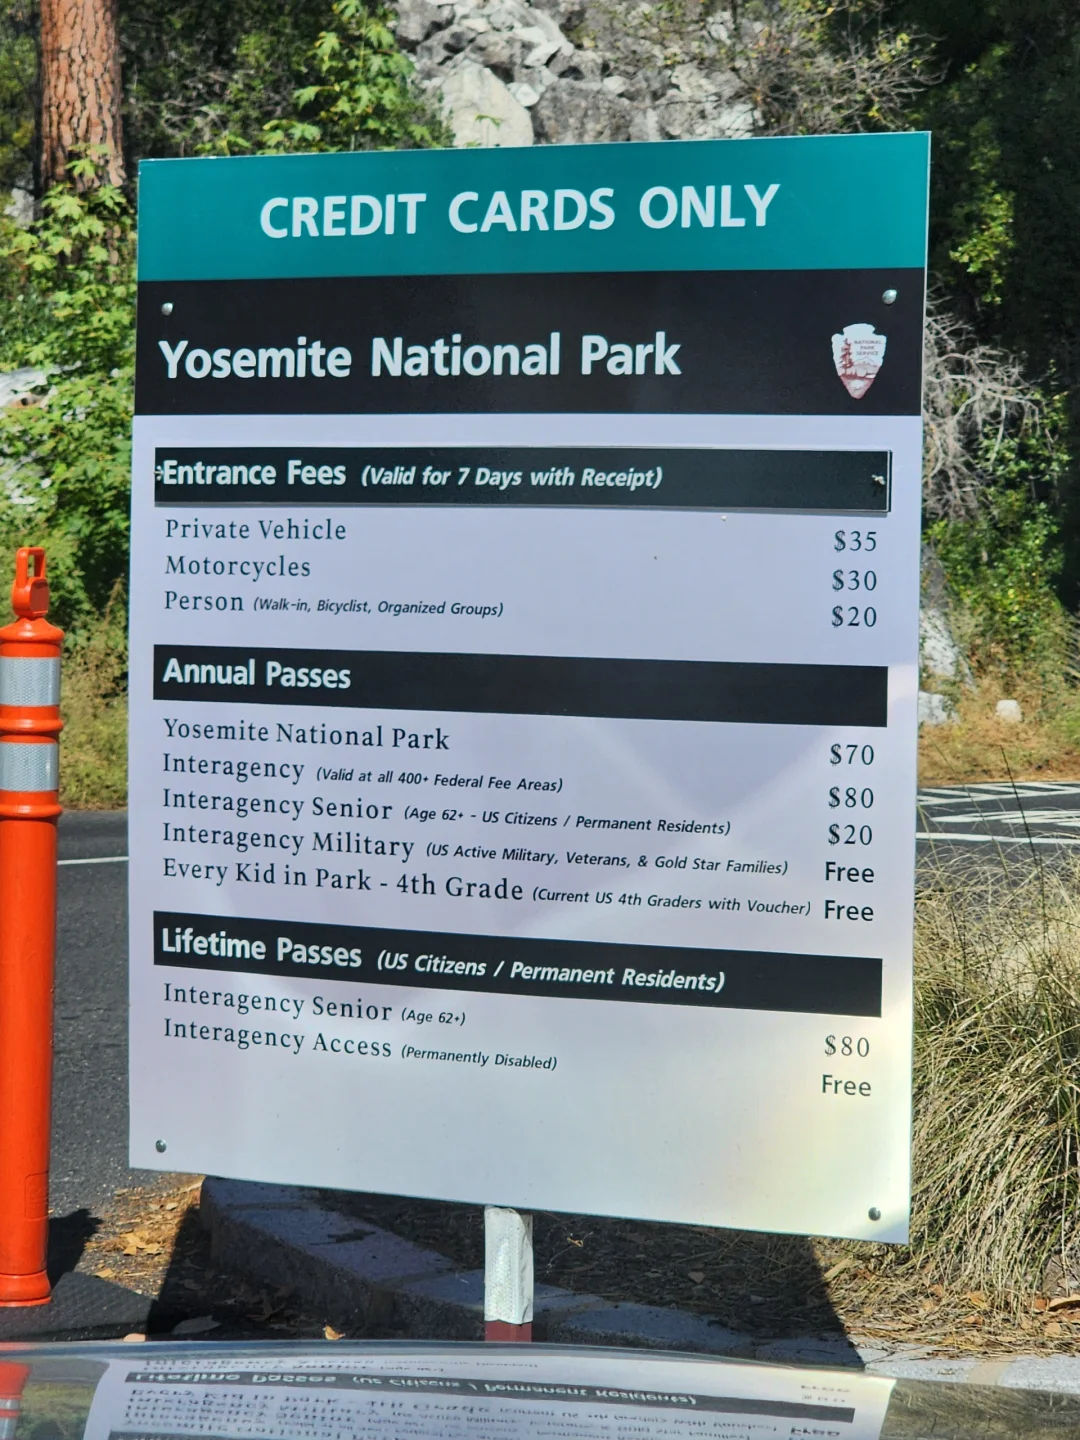 CREDIT CARDS ONLY
Yosemite National Park
NATIONAL
PARK
SERVICE
Entrance Fees (Valid for 7 Days with Receipt)
Private Vehicle $35
Motorcycles $30
Person (Walk-in, Bicyclist, Organized Groups) $20
Annual Passes
Yosemite National Park $70
Interagency (Valid at all 400+ Federal Fee Areas) $80
Interagency Senior (Age 62+ - US Citizens / Permanent Residents) $20
Interagency Military (US Active Military, Veterans, & Gold Star Families) Free
Every Kid in Park - 4th Grade (Current US 4th Graders with Voucher) Free
Lifetime Passes (US Citizens / Permanent Residents)
Interagency Senior (Age 62+) $80
Interagency Access (Permanently Disabled) Free